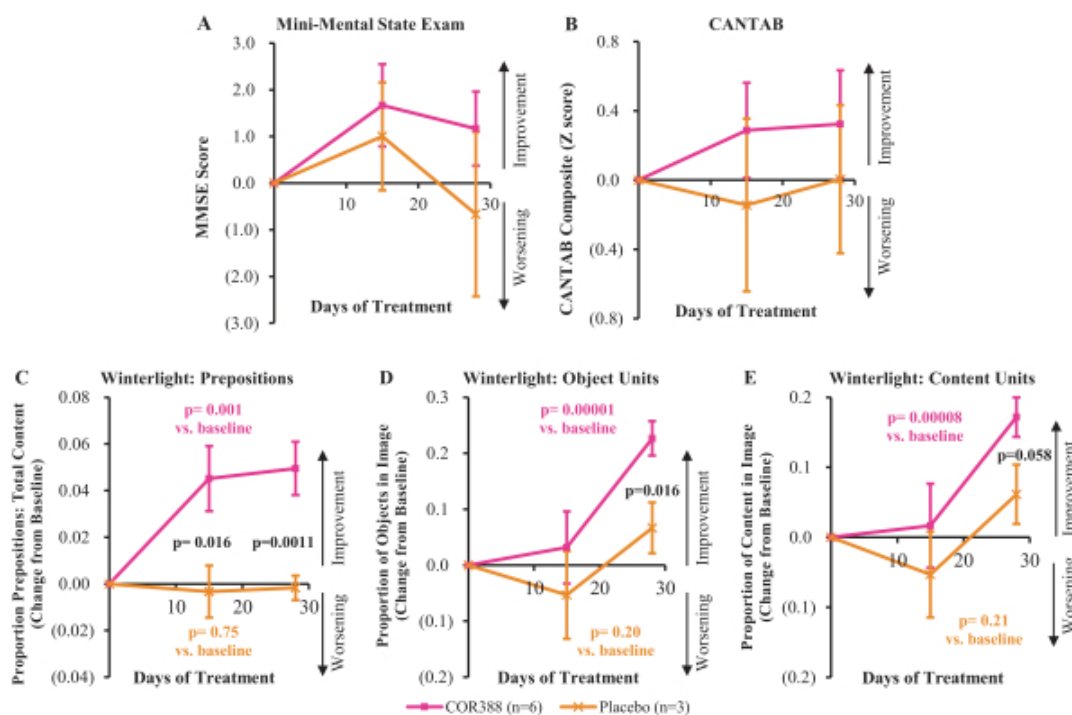 A Mini-Mental State Exam
3.0
2.0
1.0
0.0
(1.0)
(2.0)
(3.0)
10 20 30
MMSE Score
Days of Treatment
Improvement
Worsening
B CANTAB
0.8
0.4
0.0
(0.4)
(0.8)
10 20 30
CANTAB Composite (Z score)
Days of Treatment
Improvement
Worsening
C Winterlight: Prepositions
0.08
0.06
0.04
0.02
0.00
(0.02)
(0.04)
10 20 30
Proportion Prepositions: Total Content
(Change from Baseline)
p= 0.001
vs. baseline
p= 0.016 p=0.0011
p= 0.75
vs. baseline
Days of Treatment
Improvement
Worsening
D Winterlight: Object Units
0.3
0.2
0.1
0.0
(0.1)
(0.2)
10 20 30
Proportion of Objects in Image
(Change from Baseline)
p= 0.00001
vs. baseline
p=0.016
p= 0.20
vs. baseline
Days of Treatment
Improvement
Worsening
E Winterlight: Content Units
0.2
0.1
0.0
(0.1)
(0.2)
10 20 30
Proportion of Content in Image
(Change from Baseline)
p= 0.00008
vs. baseline
p=0.058
p= 0.21
vs. baseline
Days of Treatment
Improvement
Worsening
COR388 (n=6) Placebo (n=3)